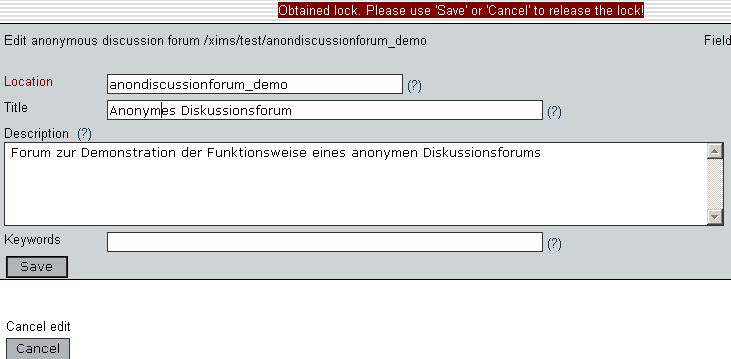 Obtained lock. Please use 'Save' or 'Cancel' to release the lock!
Edit anonymous discussion forum /xims/test/anondiscussionforum_demo Field
Location anondiscussionforum_demo (?)
Title Anonymes Diskussionsforum (?)
Description (?)
Forum zur Demonstration der Funktionsweise eines anonymen Diskussionsforums
Keywords (?)
Save
Cancel edit
Cancel